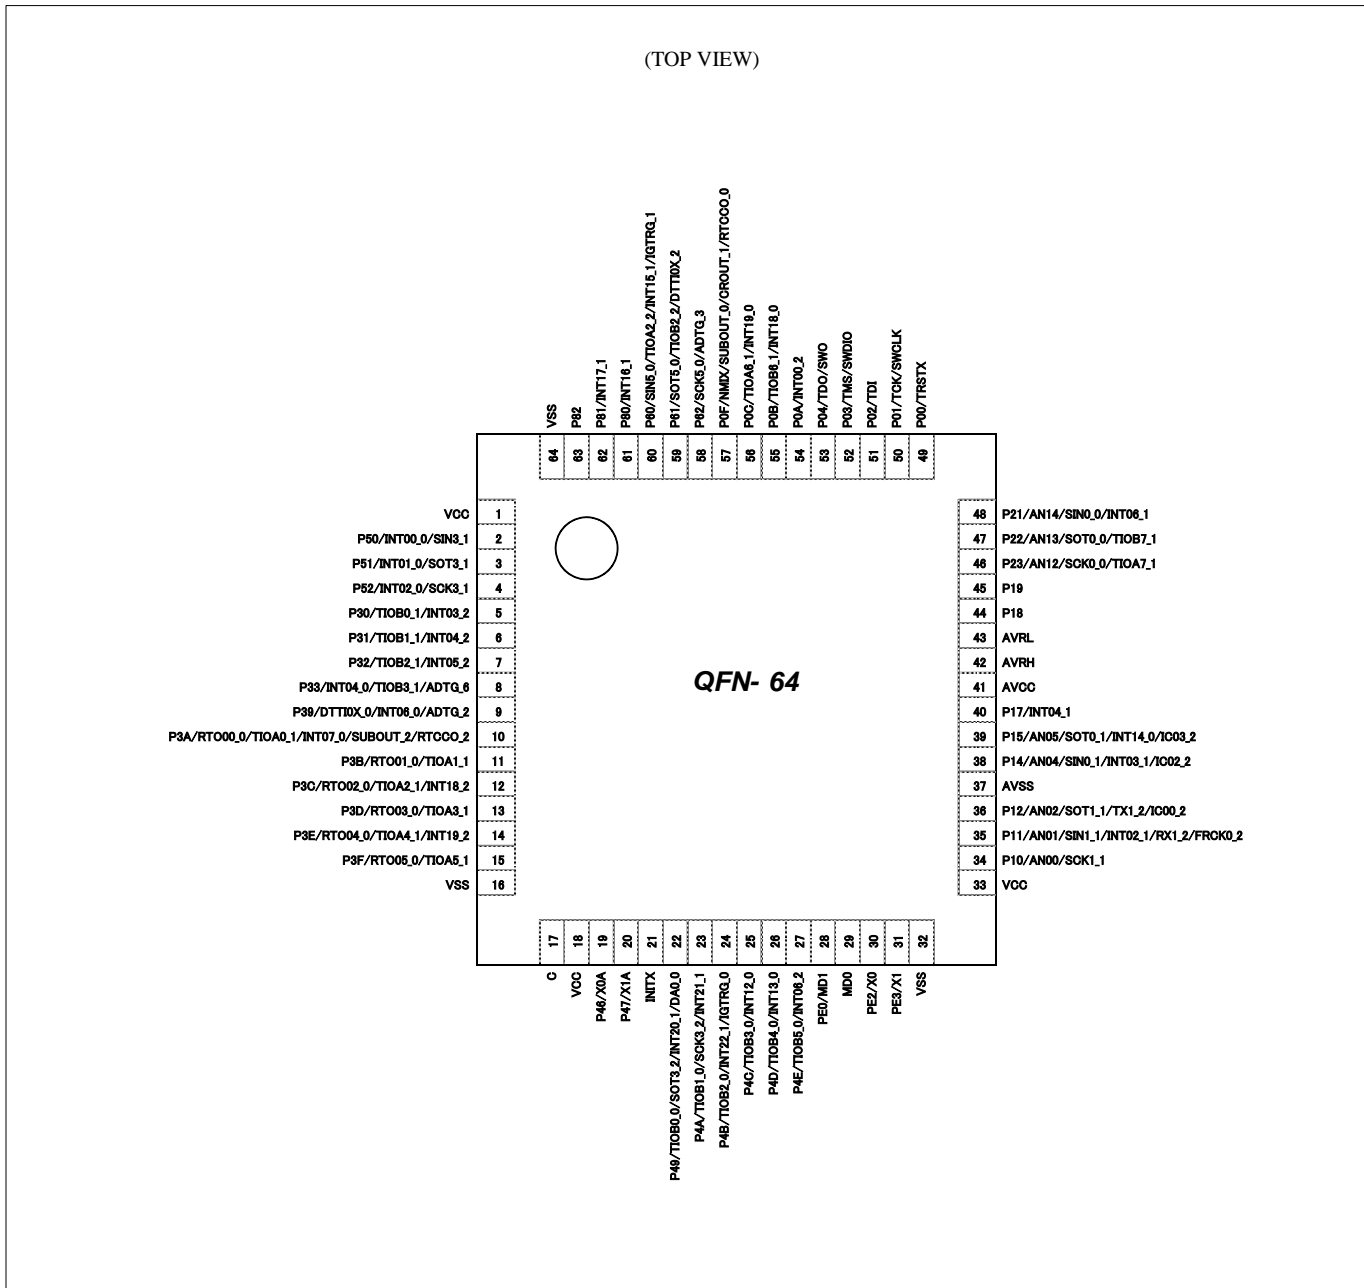 (TOP VIEW)
VSS
P82
P81/INT17_1
P80/INT16_1
P60/SIN5_0/TIOA2_2/INT15_1/IGTRG_1
P61/SOT5_0/TIOB2_2/DTTI0X_2
P62/SCK5_0/ADTG_3
P0F/NMIX/SUBOUT_0/CROUT_1/RTCCO_0
P0C/TIOA6_1/INT19_0
P0B/TIOB6_1/INT18_0
P0A/INT00_2
P04/TDO/SWO
P03/TMS/SWDIO
P02/TDI
P01/TCK/SWCLK
P00/TRSTX
64 63 62 61 60 59 58 57 56 55 54 53 52 51 50 49
VCC 1
P50/INT00_0/SIN3_1 2
P51/INT01_0/SOT3_1 3
P52/INT02_0/SCK3_1 4
P30/TIOB0_1/INT03_2 5
P31/TIOB1_1/INT04_2 6
P32/TIOB2_1/INT05_2 7
P33/INT04_0/TIOB3_1/ADTG_6 8
P39/DTTI0X_0/INT06_0/ADTG_2 9
P3A/RTO00_0/TIOA0_1/INT07_0/SUBOUT_2/RTCCO_2 10
P3B/RTO01_0/TIOA1_1 11
P3C/RTO02_0/TIOA2_1/INT18_2 12
P3D/RTO03_0/TIOA3_1 13
P3E/RTO04_0/TIOA4_1/INT19_2 14
P3F/RTO05_0/TIOA5_1 15
VSS 16
QFN- 64
48 P21/AN14/SIN0_0/INT06_1
47 P22/AN13/SOT0_0/TIOB7_1
46 P23/AN12/SCK0_0/TIOA7_1
45 P19
44 P18
43 AVRL
42 AVRH
41 AVCC
40 P17/INT04_1
39 P15/AN05/SOT0_1/INT14_0/IC03_2
38 P14/AN04/SIN0_1/INT03_1/IC02_2
37 AVSS
36 P12/AN02/SOT1_1/TX1_2/IC00_2
35 P11/AN01/SIN1_1/INT02_1/RX1_2/FRCK0_2
34 P10/AN00/SCK1_1
33 VCC
17 18 19 20 21 22 23 24 25 26 27 28 29 30 31 32
C
VCC
P46/X0A
P47/X1A
INITX
P49/TIOB0_0/SOT3_2/INT20_1/DA0_0
P4A/TIOB1_0/SCK3_2/INT21_1
P4B/TIOB2_0/INT22_1/IGTRG_0
P4C/TIOB3_0/INT12_0
P4D/TIOB4_0/INT13_0
P4E/TIOB5_0/INT06_2
PE0/MD1
MD0
PE2/X0
PE3/X1
VSS